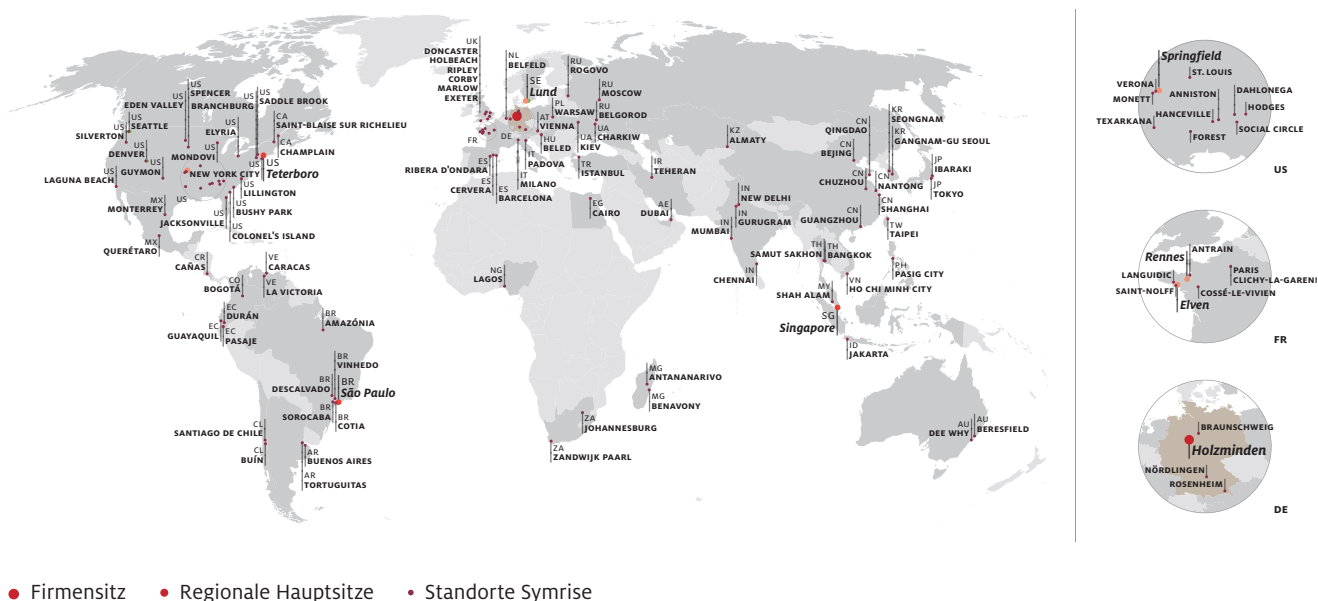 UK
DONCASTER
HOLBEACH
RIPLEY
CORBY
MARLOW
EXETER
NL
BELFELD
SE
Lund
RU
ROGOVO
RU
MOSCOW
RU
BELGOROD
PL
WARSAW
AT
VIENNA
UA
CHARKIW
UA
KIEV
HU
BELED
DE
FR
IT
PADOVA
IT
MILANO
TR
ISTANBUL
ES
RIBERA D'ONDARA
ES
CERVERA
ES
BARCELONA
US
SPENCER
US
EDEN VALLEY
US
BRANCHBURG
US
SADDLE BROOK
US
SEATTLE
US
SILVERTON
US
ELYRIA
CA
SAINT-BLAISE SUR RICHELIEU
CA
CHAMPLAIN
US
DENVER
US
MONDOVI
US
GUYMON
US
NEW YORK CITY
US
Teterboro
US
LAGUNA BEACH
US
LILLINGTON
US
BUSHY PARK
US
US
JACKSONVILLE
US
COLONEL'S ISLAND
MX
MONTERREY
MX
QUERÉTARO
CR
CAÑAS
VE
CARACAS
VE
LA VICTORIA
CO
BOGOTÁ
EC
DURÁN
EC
GUAYAQUIL
EC
PASAJE
BR
AMAZÓNIA
BR
VINHEDO
BR
DESCALVADO
BR
São Paulo
BR
SOROCABA
BR
COTIA
CL
SANTIAGO DE CHILE
CL
BUÍN
AR
BUENOS AIRES
AR
TORTUGUITAS
NG
LAGOS
EG
CAIRO
AE
DUBAI
IR
TEHERAN
KZ
ALMATY
IN
NEW DELHI
IN
GURUGRAM
IN
MUMBAI
IN
CHENNAI
MG
ANTANANARIVO
MG
BENAVONY
ZA
JOHANNESBURG
ZA
ZANDWIJK PAARL
KR
SEONGNAM
KR
GANGNAM-GU SEOUL
CN
QINGDAO
CN
BEJING
CN
CHUZHOU
CN
NANTONG
CN
SHANGHAI
CN
GUANGZHOU
JP
IBARAKI
JP
TOKYO
TW
TAIPEI
TH
SAMUT SAKHON
TH
BANGKOK
PH
PASIG CITY
VN
HO CHI MINH CITY
MY
SHAH ALAM
SG
Singapore
ID
JAKARTA
AU
DEE WHY
AU
BERESFIELD
Springfield
ST. LOUIS
VERONA
MONETT
ANNISTON
DAHLONEGA
HODGES
TEXARKANA
HANCEVILLE
SOCIAL CIRCLE
FOREST
US
Rennes
ANTRAIN
LANGUIDIC
SAINT-NOLFF
PARIS
CLICHY-LA-GARENNE
COSSÉ-LE-VIVIEN
Elven
FR
BRAUNSCHWEIG
Holzminden
NÖRDLINGEN
ROSENHEIM
DE
Firmensitz
Regionale Hauptsitze
Standorte Symrise